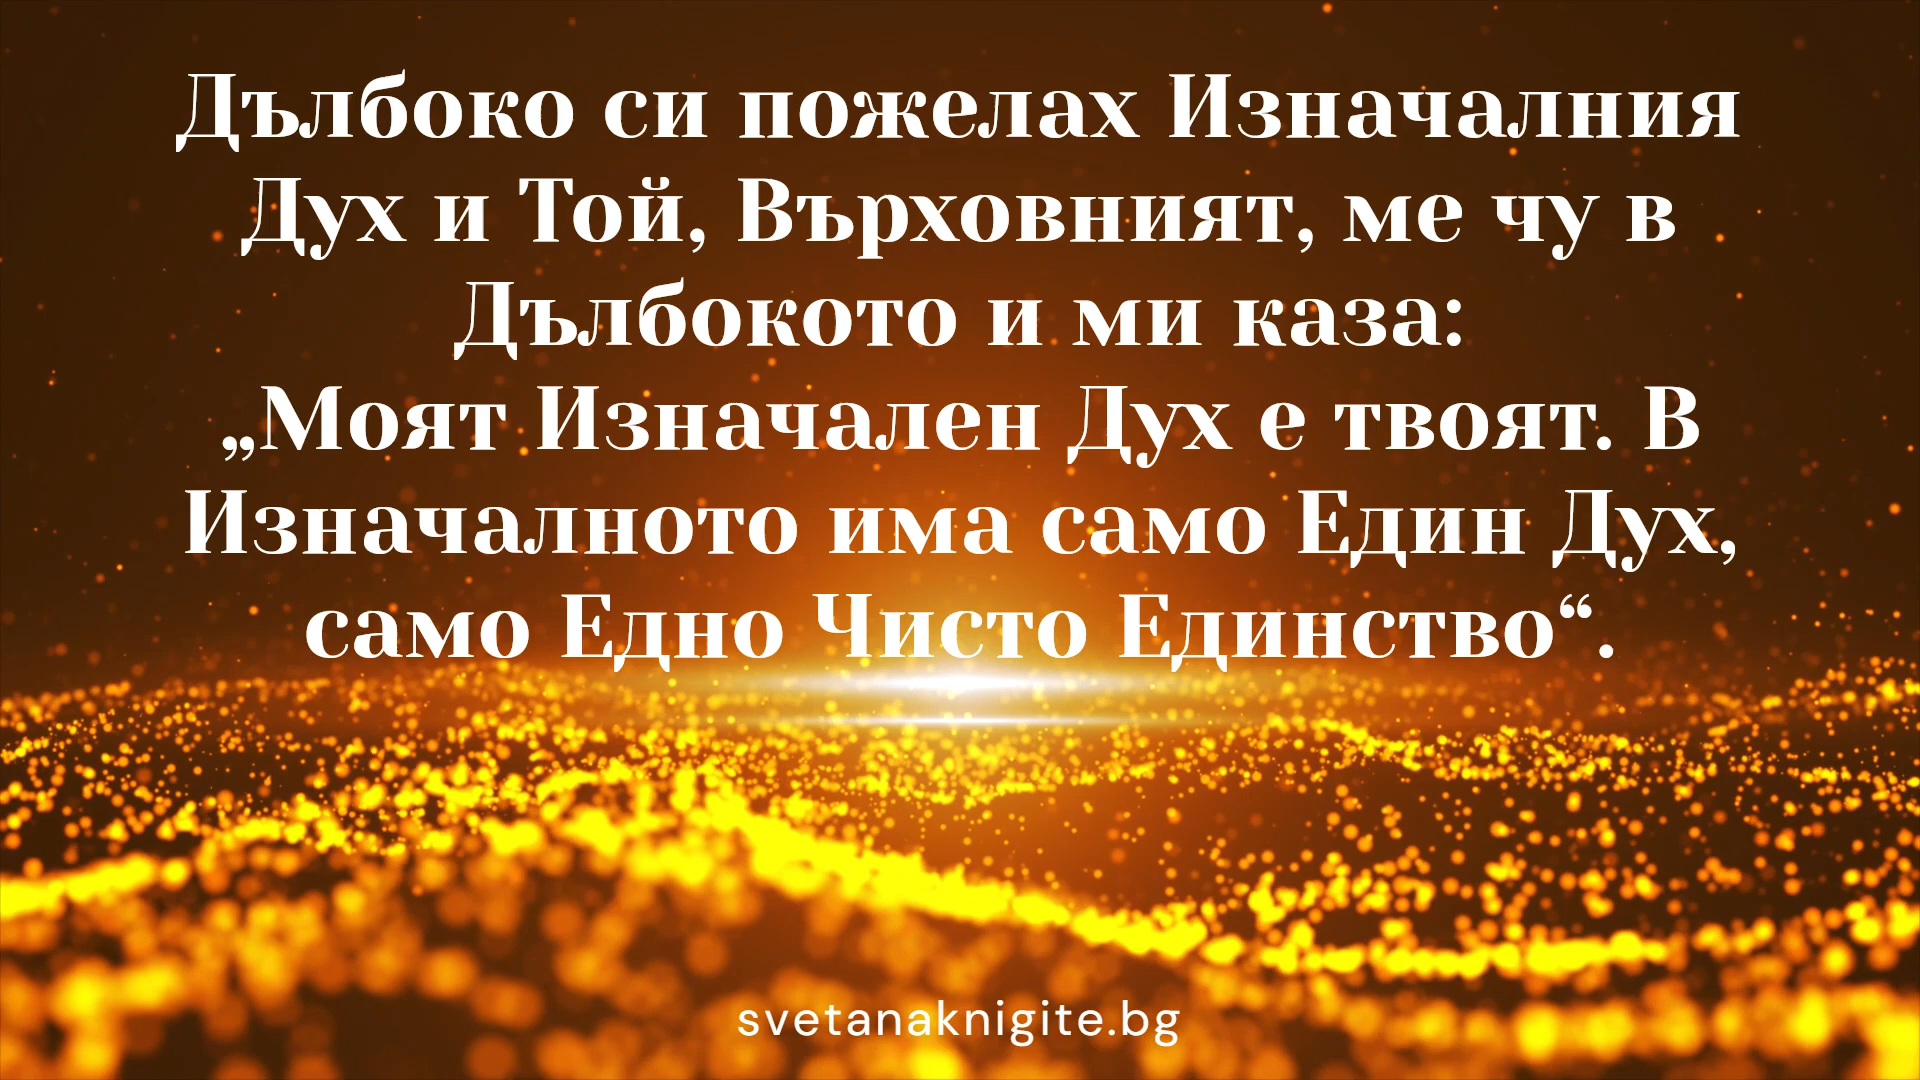 Дълбоко си пожелах Изначалния
Дух и Той, Върховният, ме чу в
Дълбокото и ми каза:
„Моят Изначален Дух е твоят. В
Изначалното има само Един Дух,
само Едно Чисто Единство“.
svetanaknigite.bg